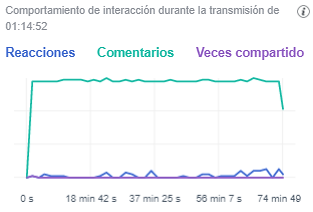 Comportamiento de interacción durante la transmisión de
01:14:52
Reacciones Comentarios Veces compartido
0 s 18 min 42 s 37 min 25 s 56 min 7 s 74 min 49